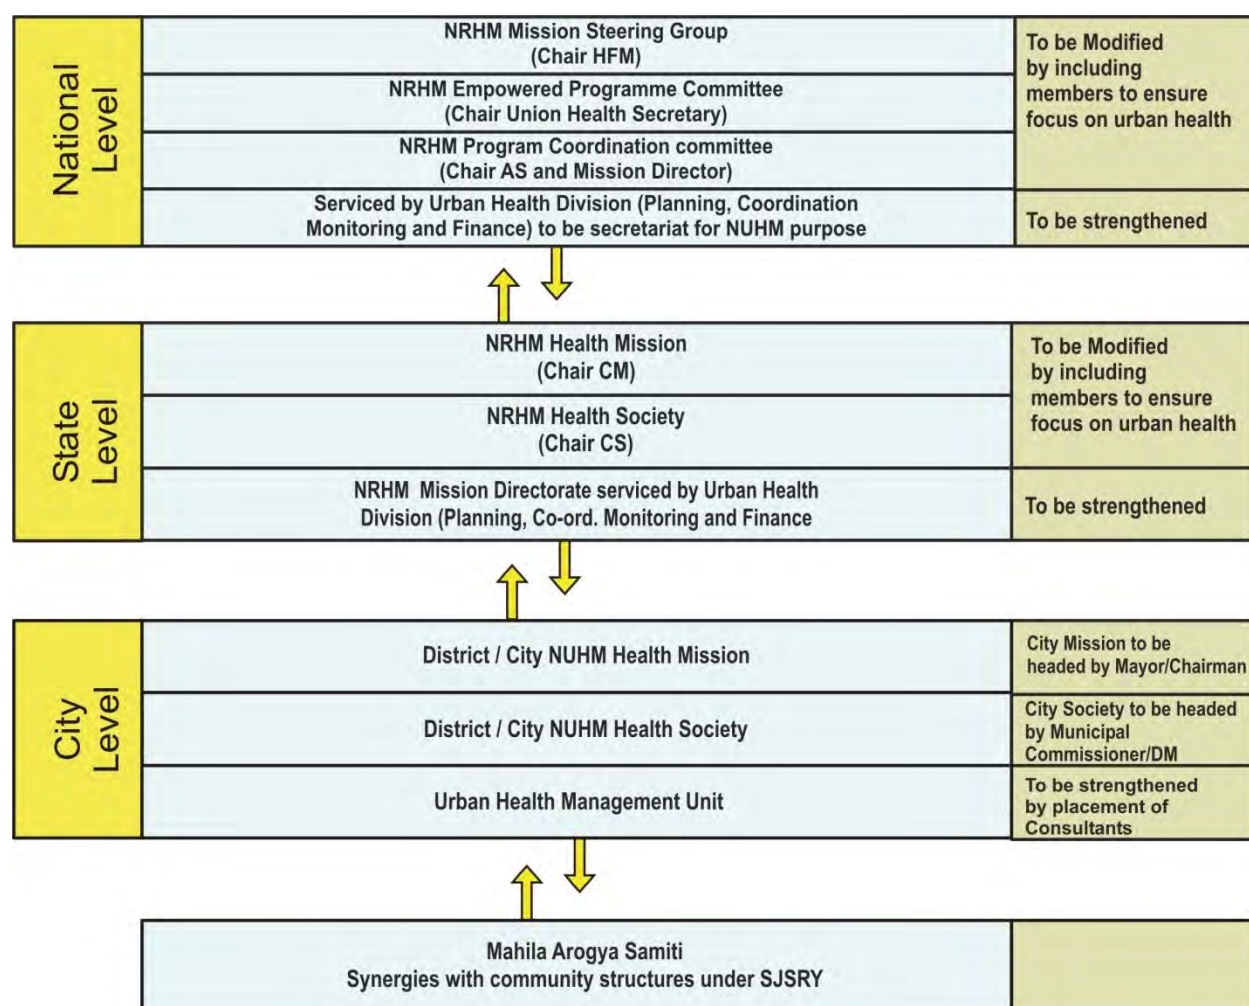 National
Level
NRHM Mission Steering Group
(Chair HFM)
NRHM Empowered Programme Committee
(Chair Union Health Secretary)
NRHM Program Coordination committee
(Chair AS and Mission Director)
Serviced by Urban Health Division (Planning, Coordination
Monitoring and Finance) to be secretariat for NUHM purpose
To be Modified
by including
members to ensure
focus on urban health
To be strengthened
State
Level
NRHM Health Mission
(Chair CM)
NRHM Health Society
(Chair CS)
NRHM Mission Directorate serviced by Urban Health
Division (Planning, Co-ord. Monitoring and Finance
To be Modified
by including
members to ensure
focus on urban health
To be strengthened
City
Level
District / City NUHM Health Mission
City Mission to be
headed by Mayor/Chairman
District / City NUHM Health Society
City Society to be headed
by Municipal
Commissioner/DM
Urban Health Management Unit
To be strengthened
by placement of
Consultants
Mahila Arogya Samiti
Synergies with community structures under SJSRY